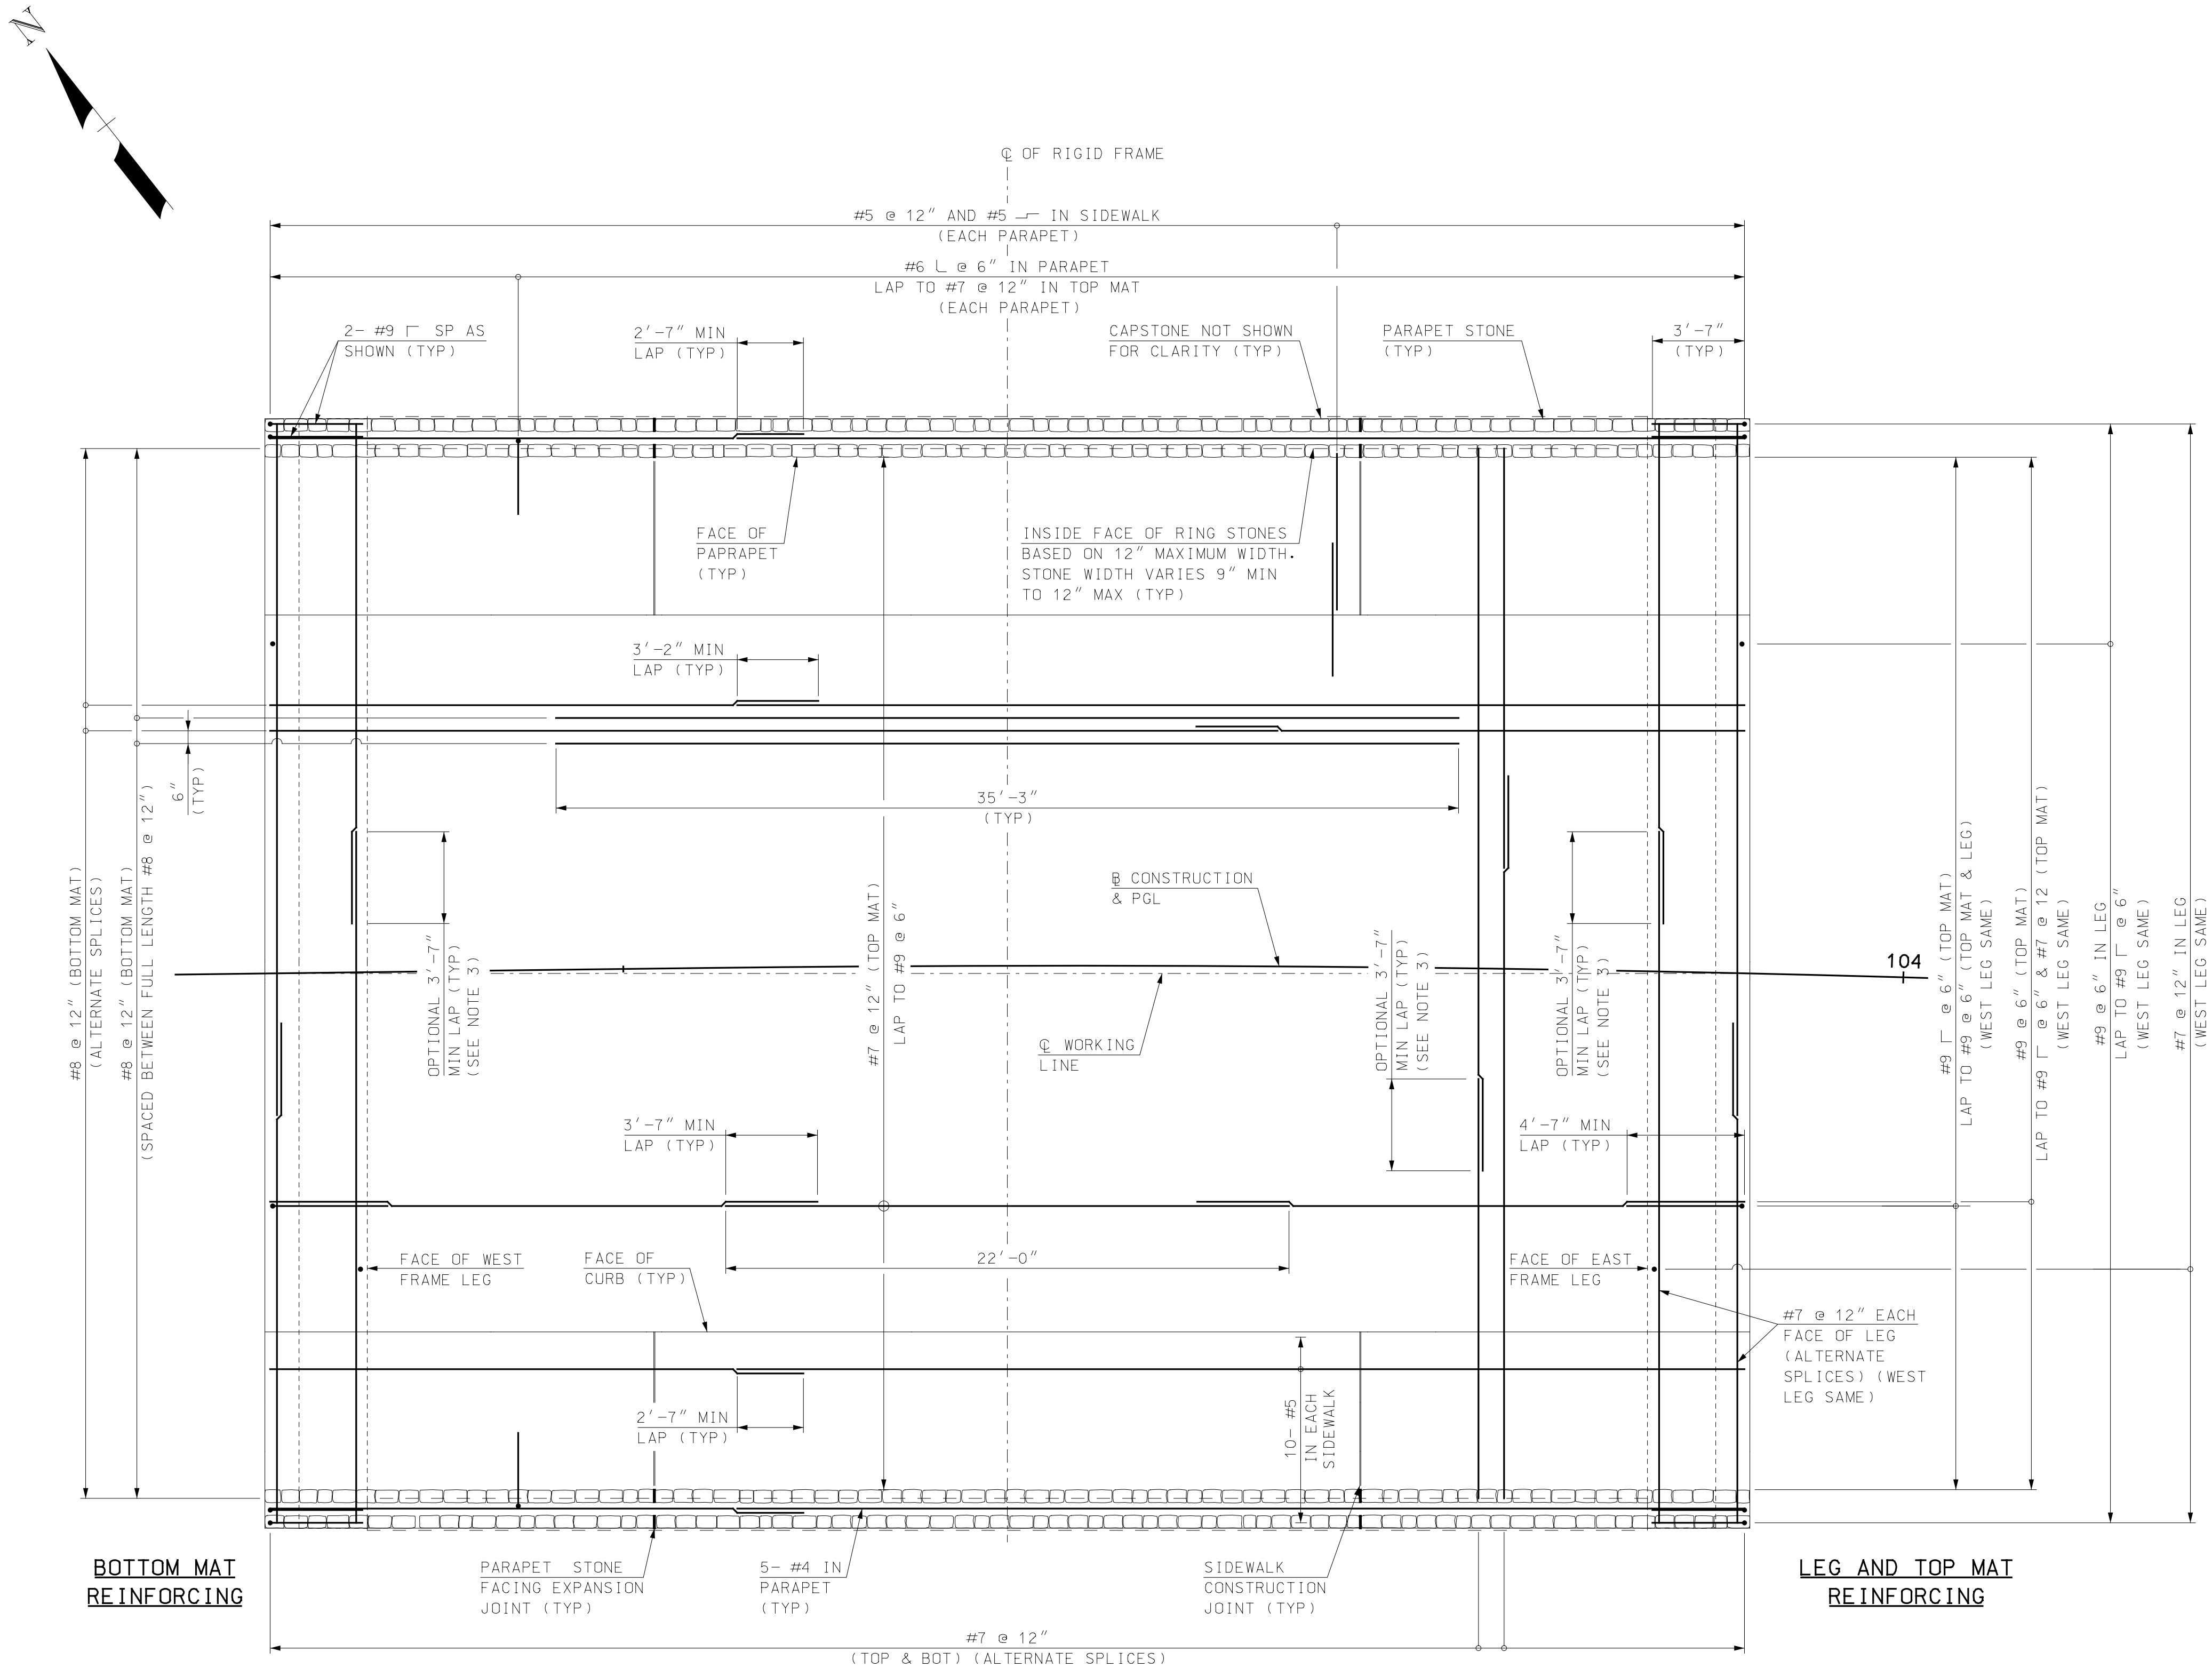 N
℄ OF RIGID FRAME
#5 @ 12" AND #5 IN SIDEWALK
(EACH PARAPET)
#6 @ 6" IN PARAPET
LAP TO #7 @ 12" IN TOP MAT
(EACH PARAPET)
2- #9 SP AS
SHOWN (TYP)
2'-7" MIN
LAP (TYP)
CAPSTONE NOT SHOWN
FOR CLARITY (TYP)
PARAPET STONE
(TYP)
3'-7"
(TYP)
FACE OF
PAPRAPET
(TYP)
INSIDE FACE OF RING STONES
BASED ON 12" MAXIMUM WIDTH.
STONE WIDTH VARIES 9" MIN
TO 12" MAX (TYP)
3'-2" MIN
LAP (TYP)
6"
(TYP)
35'-3"
(TYP)
#8 @ 12" (BOTTOM MAT)
(ALTERNATE SPLICES)
#8 @ 12" (BOTTOM MAT)
(SPACED BETWEEN FULL LENGTH #8 @ 12")
OPTIONAL 3'-7"
MIN LAP (TYP)
(SEE NOTE 3)
#7 @ 12" (TOP MAT)
LAP TO #9 @ 6"
B CONSTRUCTION
& PGL
℄ WORKING
LINE
OPTIONAL 3'-7"
MIN LAP (TYP)
(SEE NOTE 3)
OPTIONAL 3'-7"
MIN LAP (TYP)
(SEE NOTE 3)
104
#9 @ 6" (TOP MAT)
LAP TO #9 @ 6" (TOP MAT & LEG)
(WEST LEG SAME)
#9 @ 6" (TOP MAT)
LAP TO #9 @ 6" & #7 @ 12 (TOP MAT)
(WEST LEG SAME)
#9 @ 6" IN LEG
LAP TO #9 @ 6"
(WEST LEG SAME)
#7 @ 12" IN LEG
(WEST LEG SAME)
3'-7" MIN
LAP (TYP)
4'-7" MIN
LAP (TYP)
FACE OF WEST
FRAME LEG
FACE OF
CURB (TYP)
22'-0"
FACE OF EAST
FRAME LEG
#7 @ 12" EACH
FACE OF LEG
(ALTERNATE
SPLICES) (WEST
LEG SAME)
2'-7" MIN
LAP (TYP)
10- #5
IN EACH
SIDEWALK
BOTTOM MAT
REINFORCING
PARAPET STONE
FACING EXPANSION
JOINT (TYP)
5- #4 IN
PARAPET
(TYP)
SIDEWALK
CONSTRUCTION
JOINT (TYP)
LEG AND TOP MAT
REINFORCING
#7 @ 12"
(TOP & BOT) (ALTERNATE SPLICES)